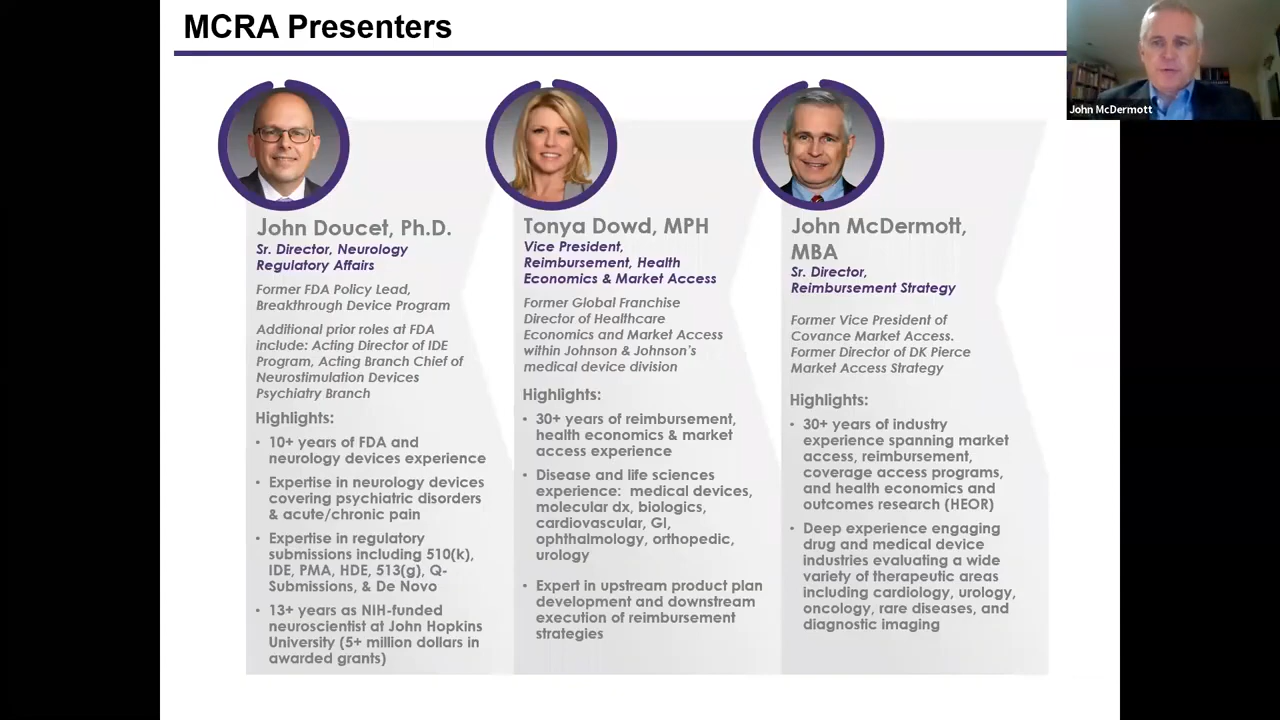 MCRA Presenters
John McDermott
John Doucet, Ph.D.
Sr. Director, Neurology
Regulatory Affairs
Former FDA Policy Lead,
Breakthrough Device Program
Additional prior roles at FDA
include: Acting Director of IDE
Program, Acting Branch Chief of
Neurostimulation Devices
Psychiatry Branch
Highlights:
• 10+ years of FDA and
neurology devices experience
• Expertise in neurology devices
covering psychiatric disorders
& acute/chronic pain
• Expertise in regulatory
submissions including 510(k),
IDE, PMA, HDE, 513(g), Q-
Submissions, & De Novo
• 13+ years as NIH-funded
neuroscientist at John Hopkins
University (5+ million dollars in
awarded grants)
Tonya Dowd, MPH
Vice President,
Reimbursement, Health
Economics & Market Access
Former Global Franchise
Director of Healthcare
Economics and Market Access
within Johnson & Johnson's
medical device division
Highlights:
• 30+ years of reimbursement,
health economics & market
access experience
• Disease and life sciences
experience: medical devices,
molecular dx, biologics,
cardiovascular, GI,
ophthalmology, orthopedic,
urology
• Expert in upstream product plan
development and downstream
execution of reimbursement
strategies
John McDermott,
MBA
Sr. Director,
Reimbursement Strategy
Former Vice President of
Covance Market Access.
Former Director of DK Pierce
Market Access Strategy
Highlights:
• 30+ years of industry
experience spanning market
access, reimbursement,
coverage access programs,
and health economics and
outcomes research (HEOR)
• Deep experience engaging
drug and medical device
industries evaluating a wide
variety of therapeutic areas
including cardiology, urology,
oncology, rare diseases, and
diagnostic imaging